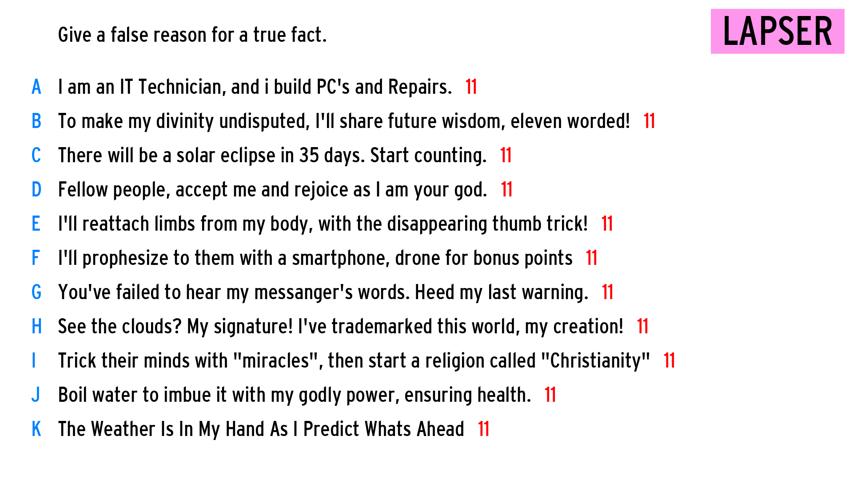 Give a false reason for a true fact.
LAPSER
A I am an IT Technician, and i build PC's and Repairs. 11
B To make my divinity undisputed, I'll share future wisdom, eleven worded! 11
C There will be a solar eclipse in 35 days. Start counting. 11
D Fellow people, accept me and rejoice as I am your god. 11
E I'll reattach limbs from my body, with the disappearing thumb trick! 11
F I'll prophesize to them with a smartphone, drone for bonus points 11
G You've failed to hear my messanger's words. Heed my last warning. 11
H See the clouds? My signature! I've trademarked this world, my creation! 11
I Trick their minds with "miracles", then start a religion called "Christianity" 11
J Boil water to imbue it with my godly power, ensuring health. 11
K The Weather Is In My Hand As I Predict Whats Ahead 11